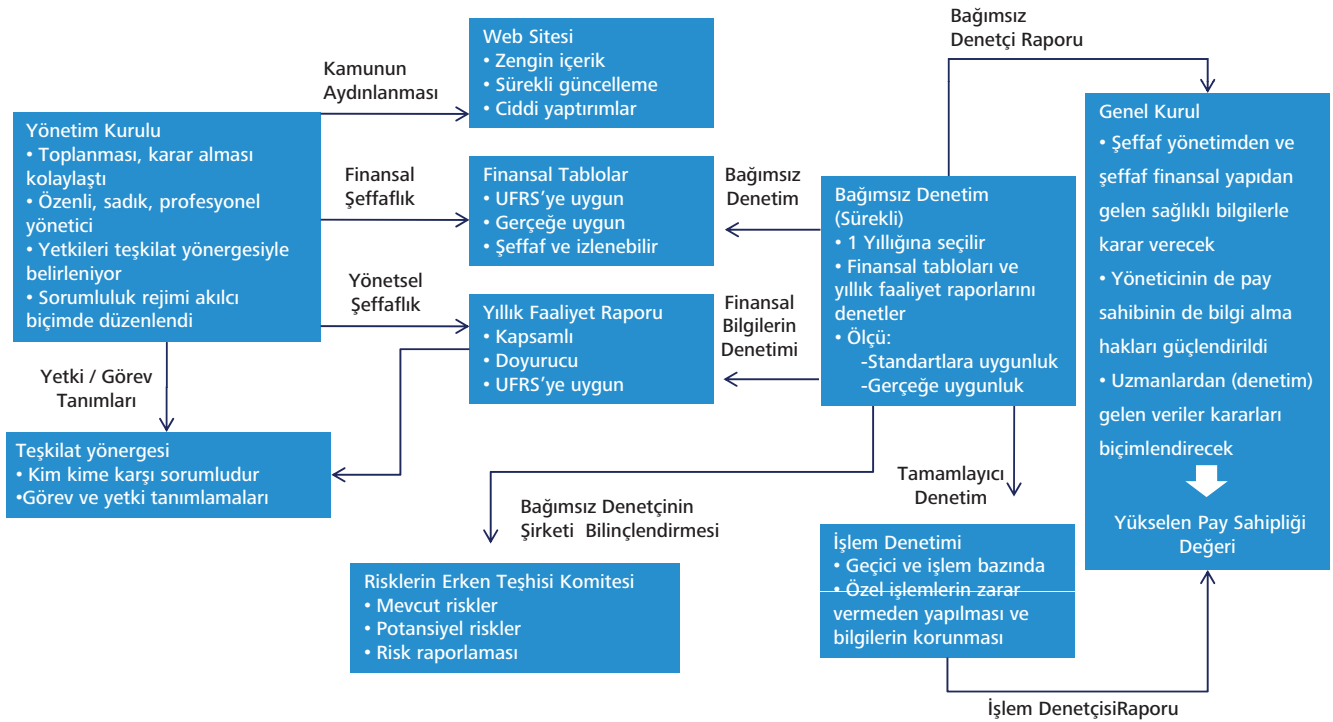 Yönetim Kurulu
• Toplanması, karar alması
kolaylaştı
• Özenli, sadık, profesyonel
yönetici
• Yetkileri teşkilat yönergesiyle
belirleniyor
• Sorumluluk rejimi akılcı
biçimde düzenlendi
Kamunun
Aydınlanması
Finansal
Şeffaflık
Yönetsel
Şeffaflık
Yetki / Görev
Tanımları
Teşkilat yönergesi
• Kim kime karşı sorumludur
•Görev ve yetki tanımlamaları
Web Sitesi
• Zengin içerik
• Sürekli güncelleme
• Ciddi yaptırımlar
Finansal Tablolar
• UFRS’ye uygun
• Gerçeğe uygun
• Şeffaf ve izlenebilir
Yıllık Faaliyet Raporu
• Kapsamlı
• Doyurucu
• UFRS’ye uygun
Bağımsız
Denetim
Finansal
Bilgilerin
Denetimi
Bağımsız Denetim
(Sürekli)
• 1 Yıllığına seçilir
• Finansal tabloları ve
yıllık faaliyet raporlarını
denetler
• Ölçü:
-Standartlara uygunluk
-Gerçeğe uygunluk
Bağımsız Denetçinin
Şirketi Bilinçlendirmesi
Risklerin Erken Teşhisi Komitesi
• Mevcut riskler
• Potansiyel riskler
• Risk raporlaması
Tamamlayıcı
Denetim
İşlem Denetimi
• Geçici ve işlem bazında
• Özel işlemlerin zarar
vermeden yapılması ve
bilgilerin korunması
Bağımsız
Denetçi Raporu
Genel Kurul
• Şeffaf yönetimden ve
şeffaf finansal yapıdan
gelen sağlıklı bilgilerle
karar verecek
• Yöneticinin de pay
sahibinin de bilgi alma
hakları güçlendirildi
• Uzmanlardan (denetim)
gelen veriler kararları
biçimlendirecek
Yükselen Pay Sahipliği
Değeri
İşlem DenetçisiRaporu